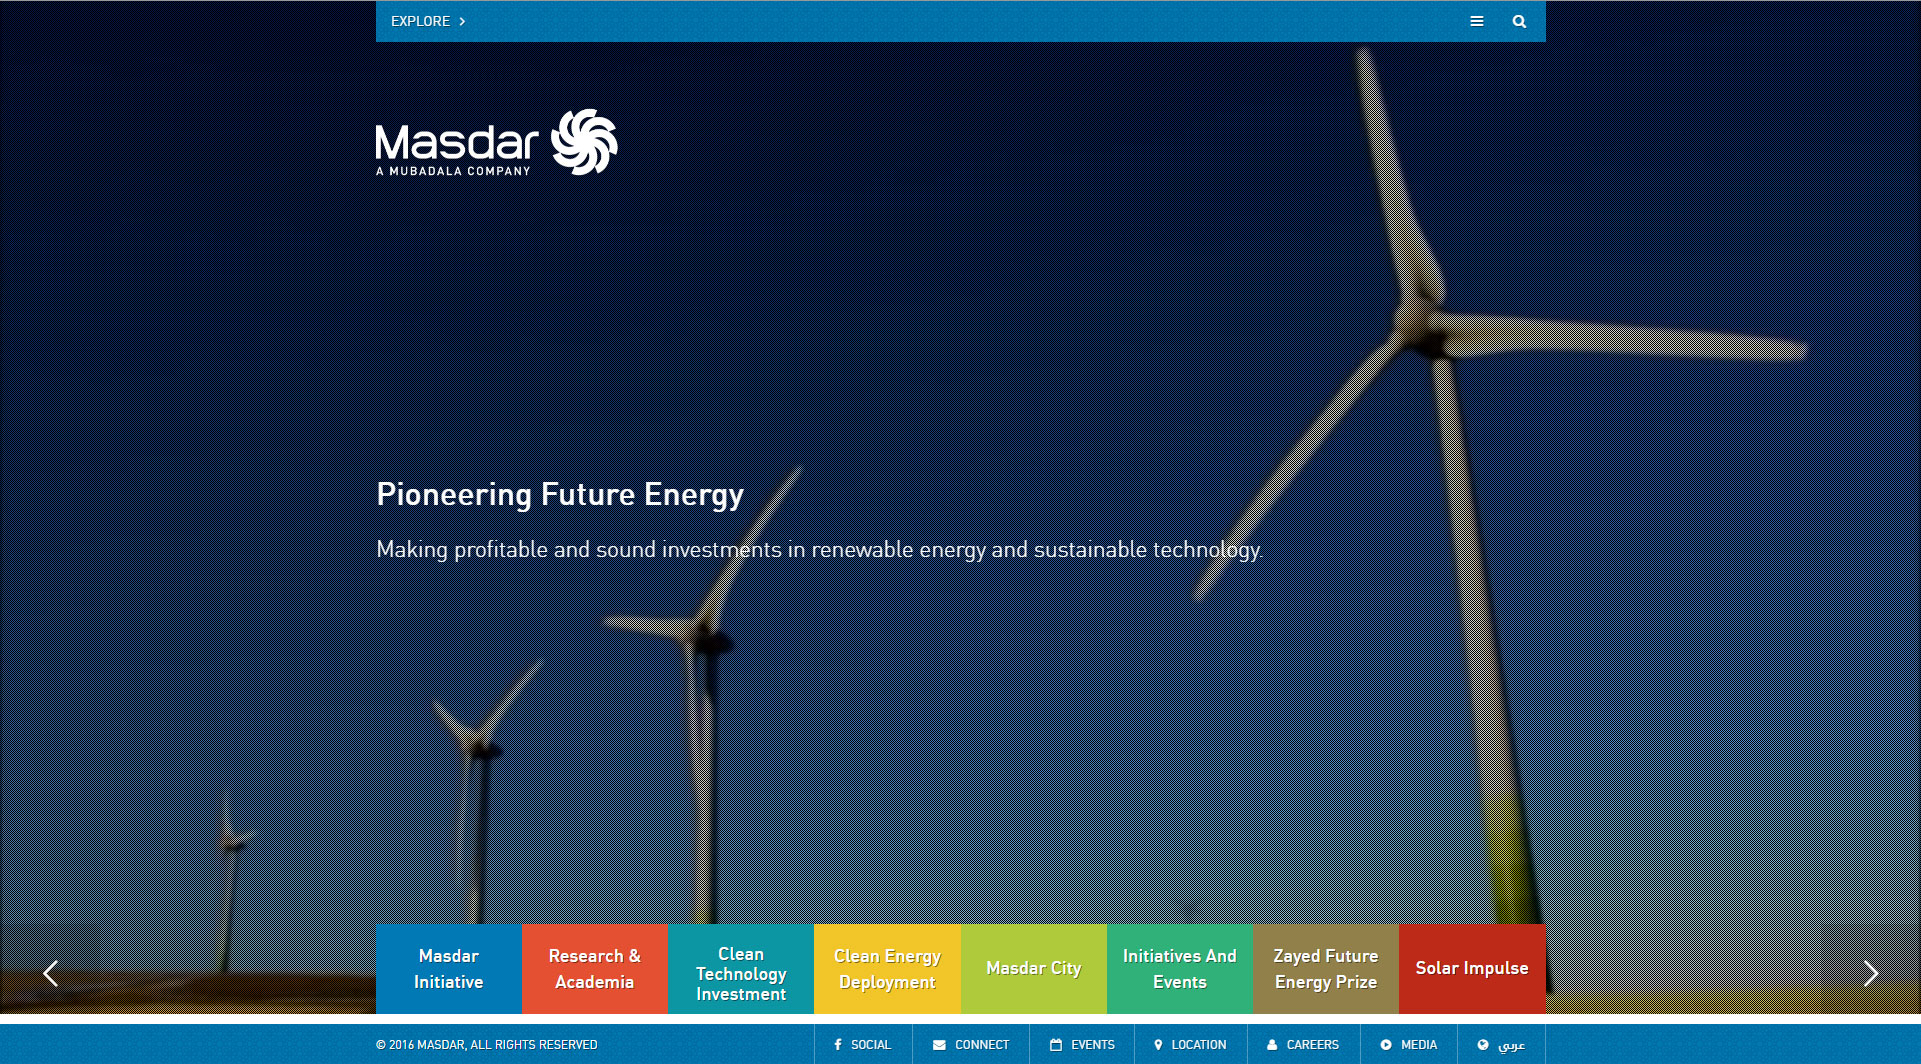 EXPLORE
Masdar
A MUBADALA COMPANY
Pioneering Future Energy
Making profitable and sound investments in renewable energy and sustainable technology.
Masdar
Initiative
Research &
Academia
Clean
Technology
Investment
Clean Energy
Deployment
Masdar City
Initiatives And
Events
Zayed Future
Energy Prize
Solar Impulse
© 2016 MASDAR, ALL RIGHTS RESERVED
SOCIAL
CONNECT
EVENTS
LOCATION
CAREERS
MEDIA
عربي